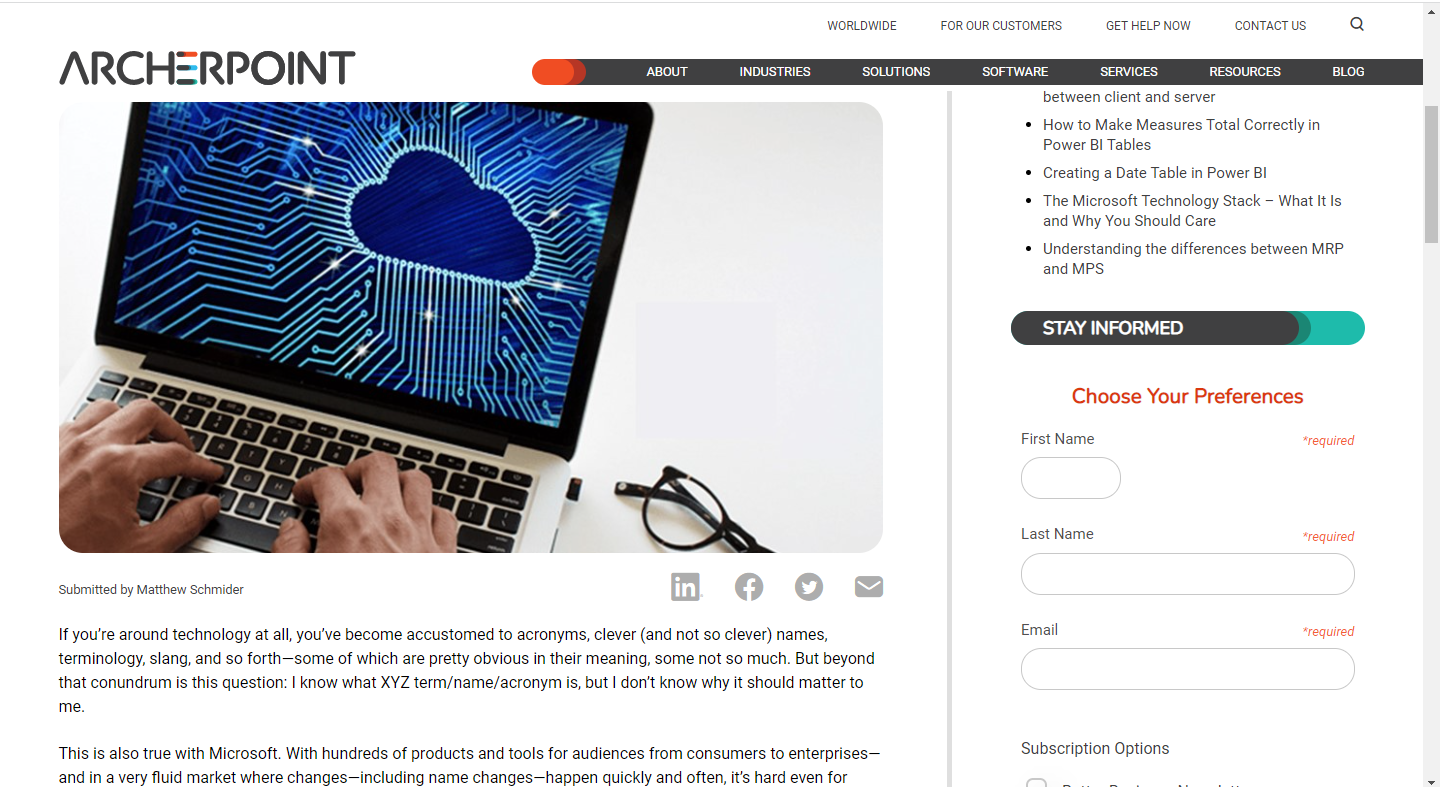 WORLDWIDE FOR OUR CUSTOMERS GET HELP NOW CONTACT US
ARCHERPOINT
ABOUT INDUSTRIES SOLUTIONS SOFTWARE SERVICES RESOURCES BLOG
Submitted by Matthew Schmider
in
If you’re around technology at all, you’ve become accustomed to acronyms, clever (and not so clever) names,
terminology, slang, and so forth—some of which are pretty obvious in their meaning, some not so much. But beyond
that conundrum is this question: I know what XYZ term/name/acronym is, but I don’t know why it should matter to
me.
This is also true with Microsoft. With hundreds of products and tools for audiences from consumers to enterprises—
and in a very fluid market where changes—including name changes—happen quickly and often, it’s hard even for
between client and server
How to Make Measures Total Correctly in
Power BI Tables
Creating a Date Table in Power BI
The Microsoft Technology Stack – What It Is
and Why You Should Care
Understanding the differences between MRP
and MPS
STAY INFORMED
Choose Your Preferences
First Name *required
Last Name *required
Email *required
Subscription Options